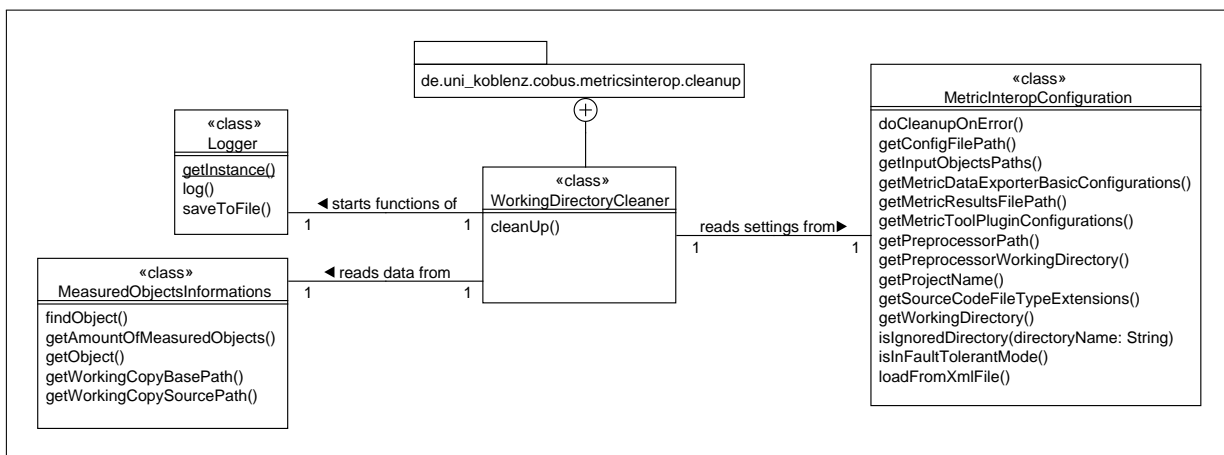 de.uni_koblenz.cobus.metricsinterop.cleanup
«class»
Logger
getInstance()
log()
saveToFile()
◄ starts functions of
1
1
«class»
MeasuredObjectsInformations
findObject()
getAmountOfMeasuredObjects()
getObject()
getWorkingCopyBasePath()
getWorkingCopySourcePath()
◄ reads data from
1
1
«class»
WorkingDirectoryCleaner
cleanUp()
reads settings from►
1
1
«class»
MetricInteropConfiguration
doCleanupOnError()
getConfigFilePath()
getInputObjectsPaths()
getMetricDataExporterBasicConfigurations()
getMetricResultsFilePath()
getMetricToolPluginConfigurations()
getPreprocessorPath()
getPreprocessorWorkingDirectory()
getProjectName()
getSourceCodeFileTypeExtensions()
getWorkingDirectory()
isIgnoredDirectory(directoryName: String)
isInFaultTolerantMode()
loadFromXmlFile()